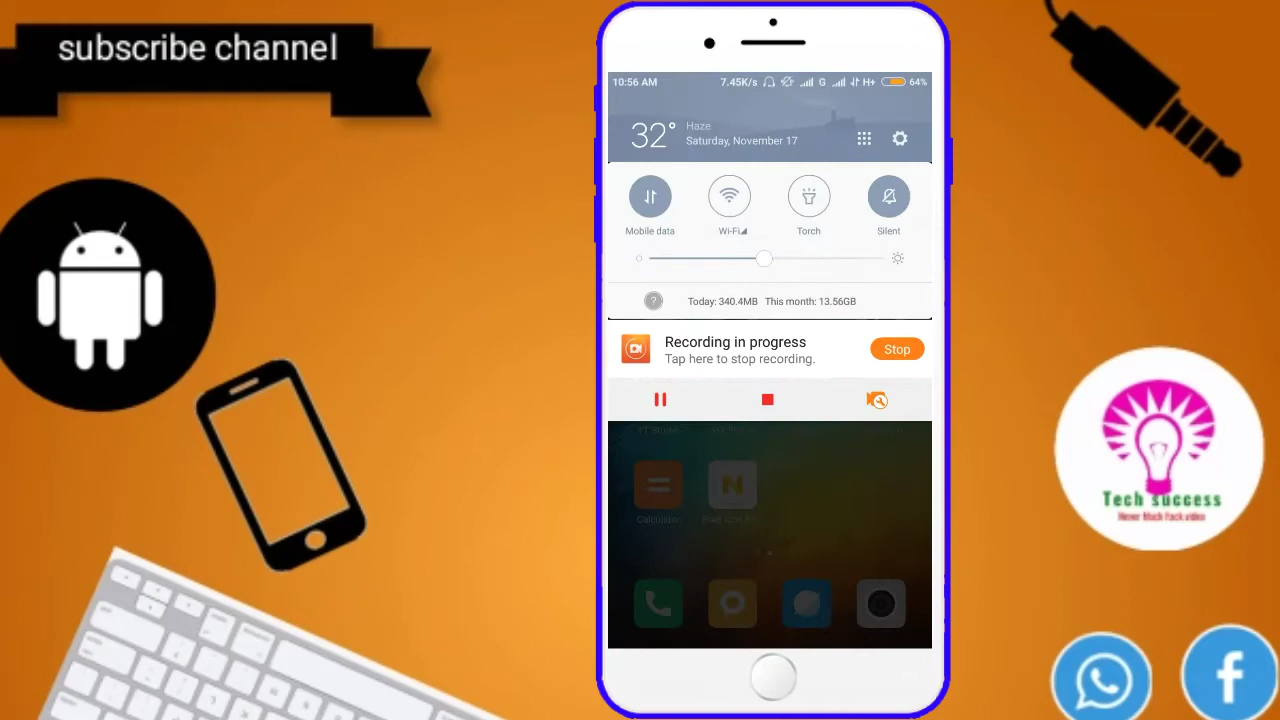 subscribe channel
10:56 AM
7.45K/s
G
H+
64%
32°
Haze
Saturday, November 17
Mobile data
Wi-Fi
Torch
Silent
?
Today: 340.4MB
This month: 13.56GB
Recording in progress
Tap here to stop recording.
Stop
N
Calculator
Tech success